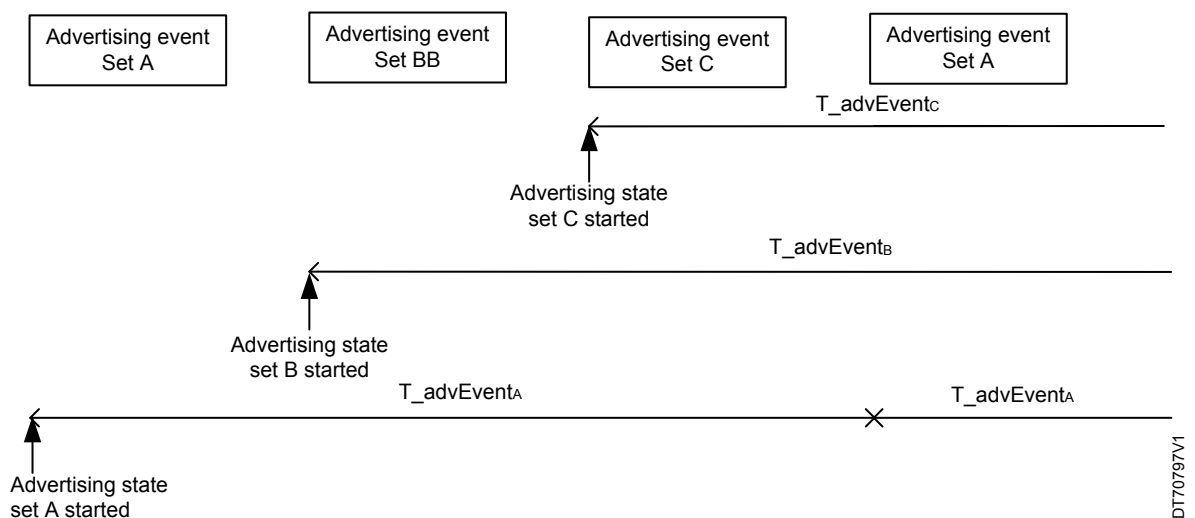 Advertising event
Set A
Advertising event
Set BB
Advertising event
Set C
Advertising event
Set A
T_advEventC
Advertising state
set C started
T_advEventB
Advertising state
set B started
T_advEventA
T_advEventA
Advertising state
set A started
DT70797V1